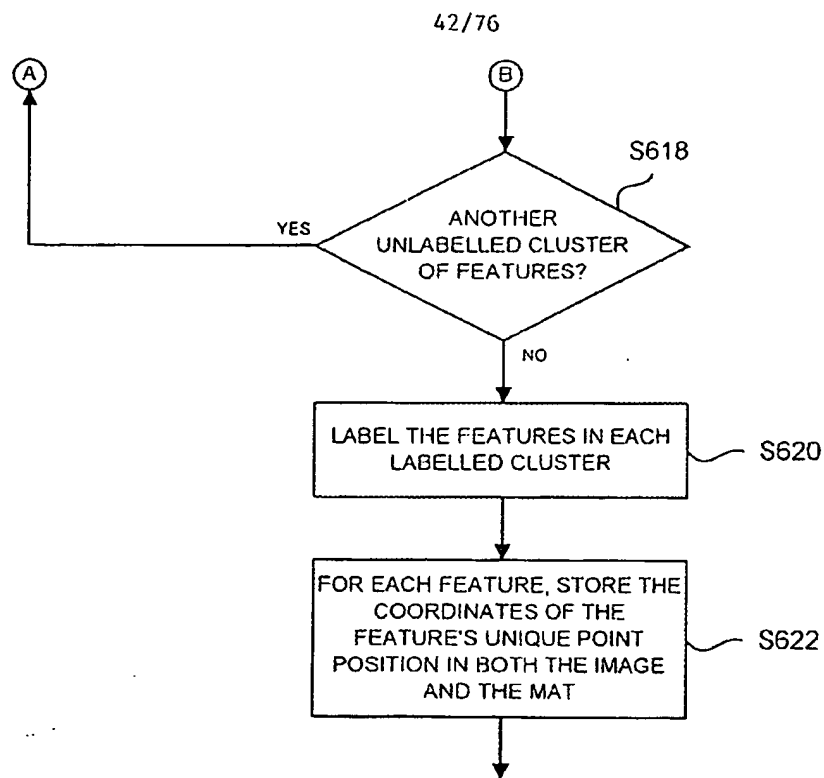 42/76
A
B
S618
YES
ANOTHER
UNLABELLED CLUSTER
OF FEATURES?
NO
LABEL THE FEATURES IN EACH
LABELLED CLUSTER
S620
FOR EACH FEATURE, STORE THE
COORDINATES OF THE
FEATURE'S UNIQUE POINT
POSITION IN BOTH THE IMAGE
AND THE MAT
S622